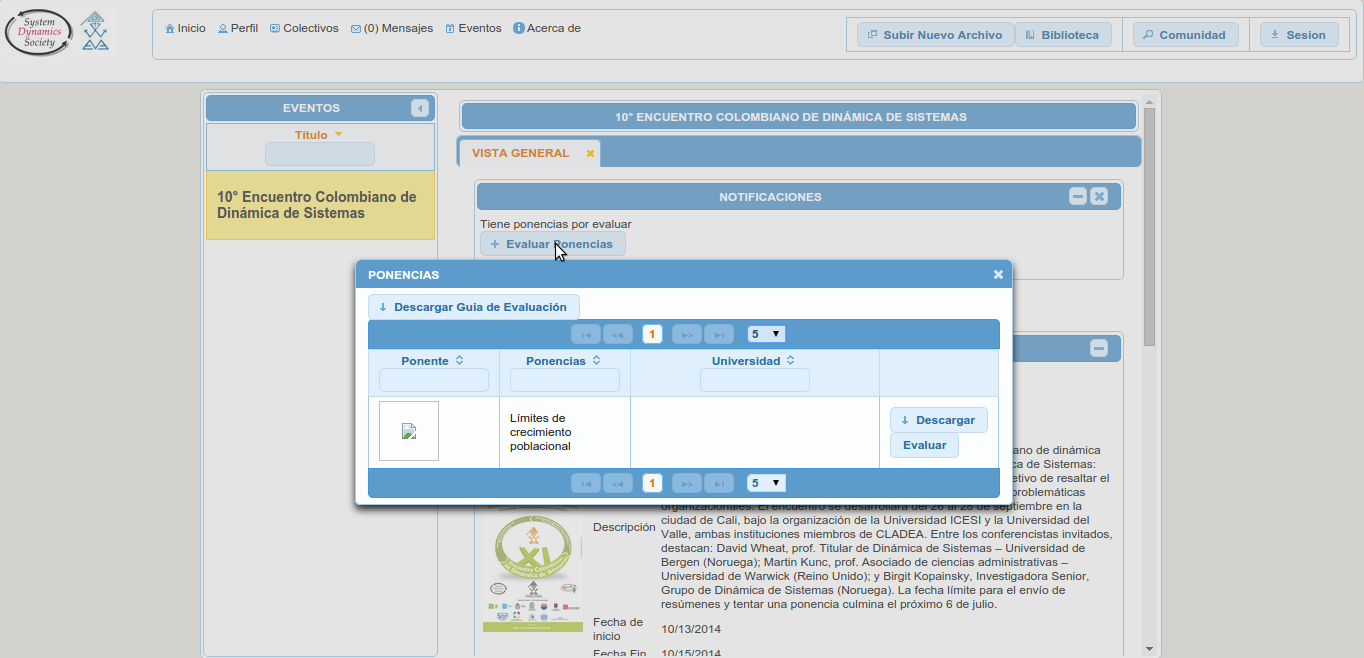 System
Dynamics
Society
Inicio
Perfil
Colectivos
(0) Mensajes
Eventos
Acerca de
Subir Nuevo Archivo
Biblioteca
Comunidad
Sesion
EVENTOS
Título
10° Encuentro Colombiano de
Dinámica de Sistemas
10° ENCUENTRO COLOMBIANO DE DINÁMICA DE SISTEMAS
VISTA GENERAL
NOTIFICACIONES
Tiene ponencias por evaluar
Evaluar Ponencias
PONENCIAS
Descargar Guia de Evaluación
1
5
Ponente
Ponencias
Universidad
Límites de
crecimiento
poblacional
Descargar
Evaluar
1
5
ano de dinámica
ca de Sistemas:
etivo de resaltar el
problemáticas
organizacionales. El encuentro se desarrollará del 26 al 28 de septiembre en la
Descripción
ciudad de Cali, bajo la organización de la Universidad ICESI y la Universidad del
Valle, ambas instituciones miembros de CLADEA. Entre los conferencistas invitados,
destacan: David Wheat, prof. Titular de Dinámica de Sistemas – Universidad de
Bergen (Noruega); Martin Kunc, prof. Asociado de ciencias administrativas –
Universidad de Warwick (Reino Unido); y Birgit Kopainsky, Investigadora Senior,
Grupo de Dinámica de Sistemas (Noruega). La fecha límite para el envío de
resúmenes y tentar una ponencia culmina el próximo 6 de julio.
XI
Fecha de
inicio
10/13/2014
Fecha Fin
10/15/2014